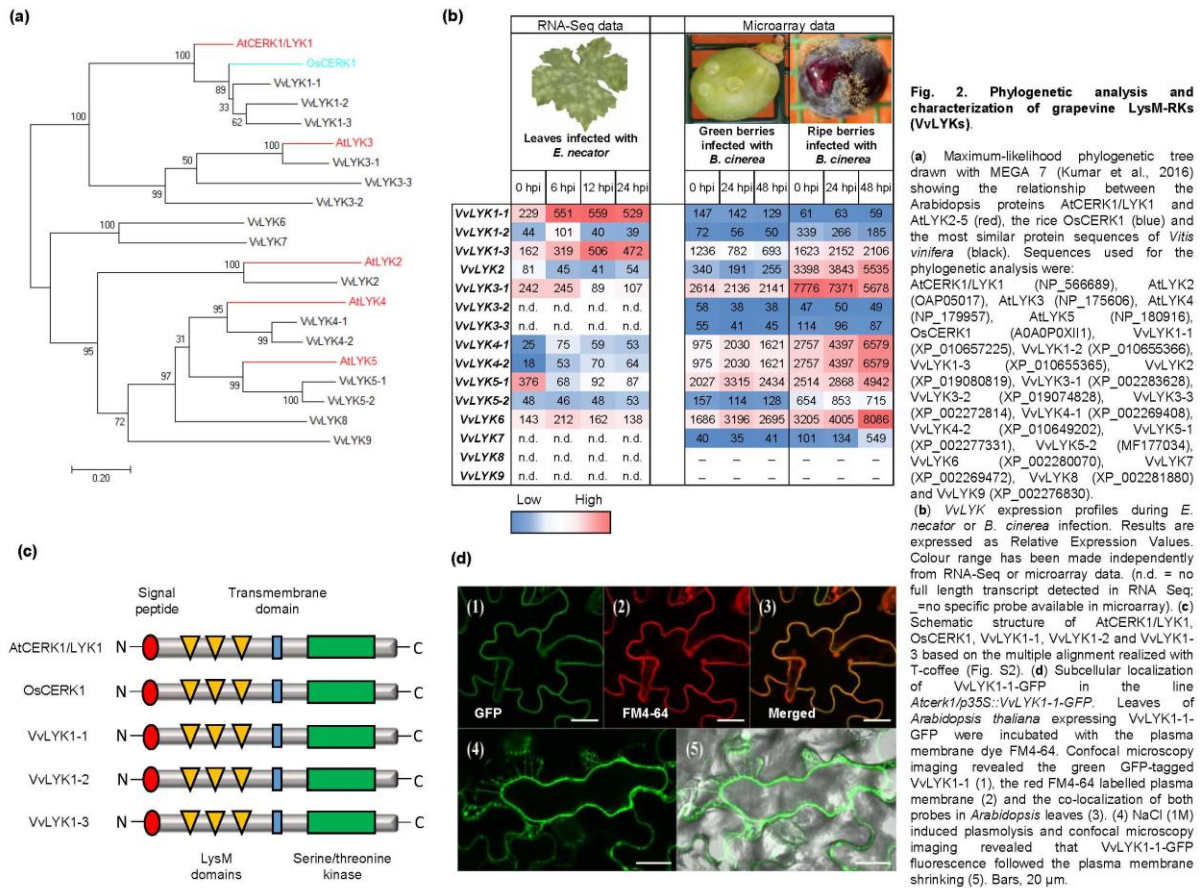 (a)
AtCERK1/LYK1
100
OsCERK1
100
89
VvLYK1-1
33
VvLYK1-2
62
VvLYK1-3
100
AtLYK3
100
50
VvLYK3-1
VvLYK3-3
99
VvLYK3-2
VvLYK6
100
VvLYK7
AtLYK2
100
VvLYK2
AtLYK4
95
VvLYK4-1
95
99
VvLYK4-2
31
AtLYK5
97
99
VvLYK5-1
100
VvLYK5-2
72
VvLYK8
VvLYK9
0.20
(b)
RNA-Seq data Microarray data
Leaves infected with
E. necator
Green berries
infected with
B. cinerea
Ripe berries
infected with
B. cinerea
0 hpi 6 hpi 12 hpi 24 hpi 0 hpi 24 hpi 48 hpi 0 hpi 24 hpi 48 hpi
VvLYK1-1 229 551 559 529 147 142 129 61 63 59
VvLYK1-2 44 101 40 39 72 56 50 339 266 185
VvLYK1-3 162 319 506 472 1236 782 693 1623 2152 2106
VvLYK2 81 45 41 54 340 191 255 3398 3843 5535
VvLYK3-1 242 245 89 107 2614 2136 2141 7776 7371 5678
VvLYK3-2 n.d. n.d. n.d. n.d. 58 38 38 47 50 49
VvLYK3-3 n.d. n.d. n.d. n.d. 55 41 45 114 96 87
VvLYK4-1 25 75 59 53 975 2030 1621 2757 4397 6579
VvLYK4-2 18 53 70 64 975 2030 1621 2757 4397 6579
VvLYK5-1 376 68 92 87 2027 3315 2434 2514 2868 4942
VvLYK5-2 48 46 48 53 157 114 128 654 853 715
VvLYK6 143 212 162 138 1686 3196 2695 3205 4005 8086
VvLYK7 n.d. n.d. n.d. n.d. 40 35 41 101 134 549
VvLYK8 n.d. n.d. n.d. n.d. – – – – – –
VvLYK9 n.d. n.d. n.d. n.d. – – – – – –
Low High
(c)
Signal
peptide
Transmembrane
domain
AtCERK1/LYK1 N C
OsCERK1 N C
VvLYK1-1 N C
VvLYK1-2 N C
VvLYK1-3 N C
LysM
domains
Serine/threonine
kinase
(d)
(1) (2) (3)
GFP FM4-64 Merged
(4) (5)
Fig. 2. Phylogenetic analysis and
characterization of grapevine LysM-RKs
(VvLYKs).
(a) Maximum-likelihood phylogenetic tree
drawn with MEGA 7 (Kumar et al., 2016)
showing the relationship between the
Arabidopsis proteins AtCERK1/LYK1 and
AtLYK2-5 (red), the rice OsCERK1 (blue) and
the most similar protein sequences of Vitis
vinifera (black). Sequences used for the
phylogenetic analysis were:
AtCERK1/LYK1 (NP_566689), AtLYK2
(OAP05017), AtLYK3 (NP_175606), AtLYK4
(NP_179957), AtLYK5 (NP_180916),
OsCERK1 (A0A0P0XII1), VvLYK1-1
(XP_010657225), VvLYK1-2 (XP_010655366),
VvLYK1-3 (XP_010655365), VvLYK2
(XP_019080819), VvLYK3-1 (XP_002283628),
VvLYK3-2 (XP_019074828), VvLYK3-3
(XP_002272814), VvLYK4-1 (XP_002269408),
VvLYK4-2 (XP_010649202), VvLYK5-1
(XP_002277331), VvLYK5-2 (MF177034),
VvLYK6 (XP_002280070), VvLYK7
(XP_002269472), VvLYK8 (XP_002281880)
and VvLYK9 (XP_002276830).
(b) VvLYK expression profiles during E.
necator or B. cinerea infection. Results are
expressed as Relative Expression Values.
Colour range has been made independently
from RNA-Seq or microarray data. (n.d. = no
full length transcript detected in RNA Seq;
_=no specific probe available in microarray). (c)
Schematic structure of AtCERK1/LYK1,
OsCERK1, VvLYK1-1, VvLYK1-2 and VvLYK1-
3 based on the multiple alignment realized with
T-coffee (Fig. S2). (d) Subcellular localization
of VvLYK1-1-GFP in the line
Atcerk1/p35S::VvLYK1-1-GFP. Leaves of
Arabidopsis thaliana expressing VvLYK1-1-
GFP were incubated with the plasma
membrane dye FM4-64. Confocal microscopy
imaging revealed the green GFP-tagged
VvLYK1-1 (1), the red FM4-64 labelled plasma
membrane (2) and the co-localization of both
probes in Arabidopsis leaves (3). (4) NaCl (1M)
induced plasmolysis and confocal microscopy
imaging revealed that VvLYK1-1-GFP
fluorescence followed the plasma membrane
shrinking (5). Bars, 20 µm.